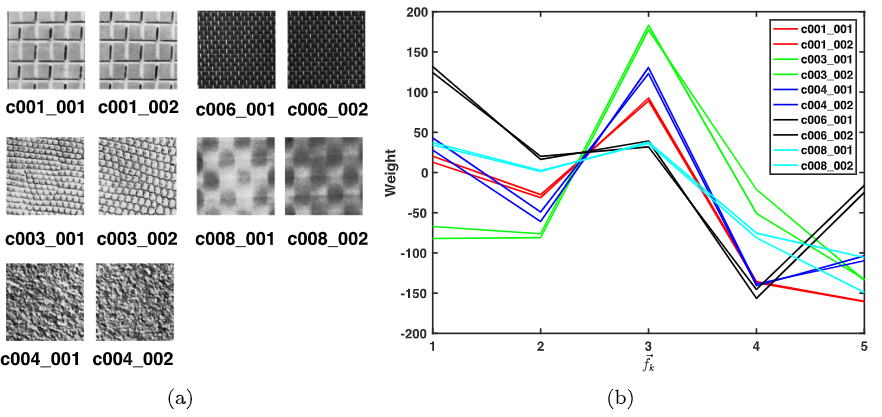 c001_001 c001_002 c006_001 c006_002
c003_001 c003_002 c008_001 c008_002
c004_001 c004_002
(a)
Weight
200
150
100
50
0
-50
-100
-150
-200
1 2 3 4 5
f⃗k
c001_001
c001_002
c003_001
c003_002
c004_001
c004_002
c006_001
c006_002
c008_001
c008_002
(b)